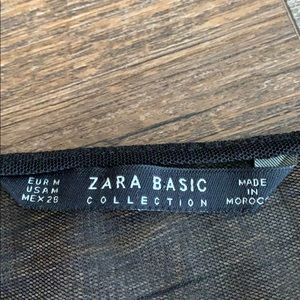 EUR M
USA M
MEX 28
ZARA BASIC
COLLECTION
MADE
IN
MOROCCO